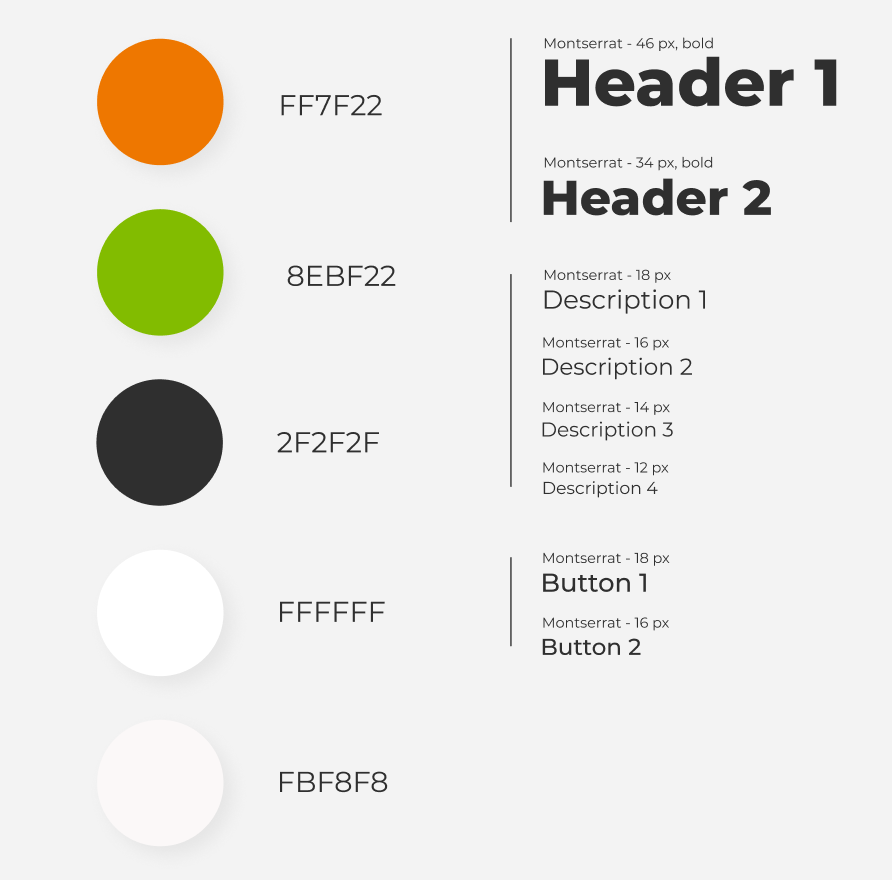 FF7F22
8EBF22
2F2F2F
FFFFFF
FBF8F8
Montserrat - 46 px, bold
Header 1
Montserrat - 34 px, bold
Header 2
Montserrat - 18 px
Description 1
Montserrat - 16 px
Description 2
Montserrat - 14 px
Description 3
Montserrat - 12 px
Description 4
Montserrat - 18 px
Button 1
Montserrat - 16 px
Button 2